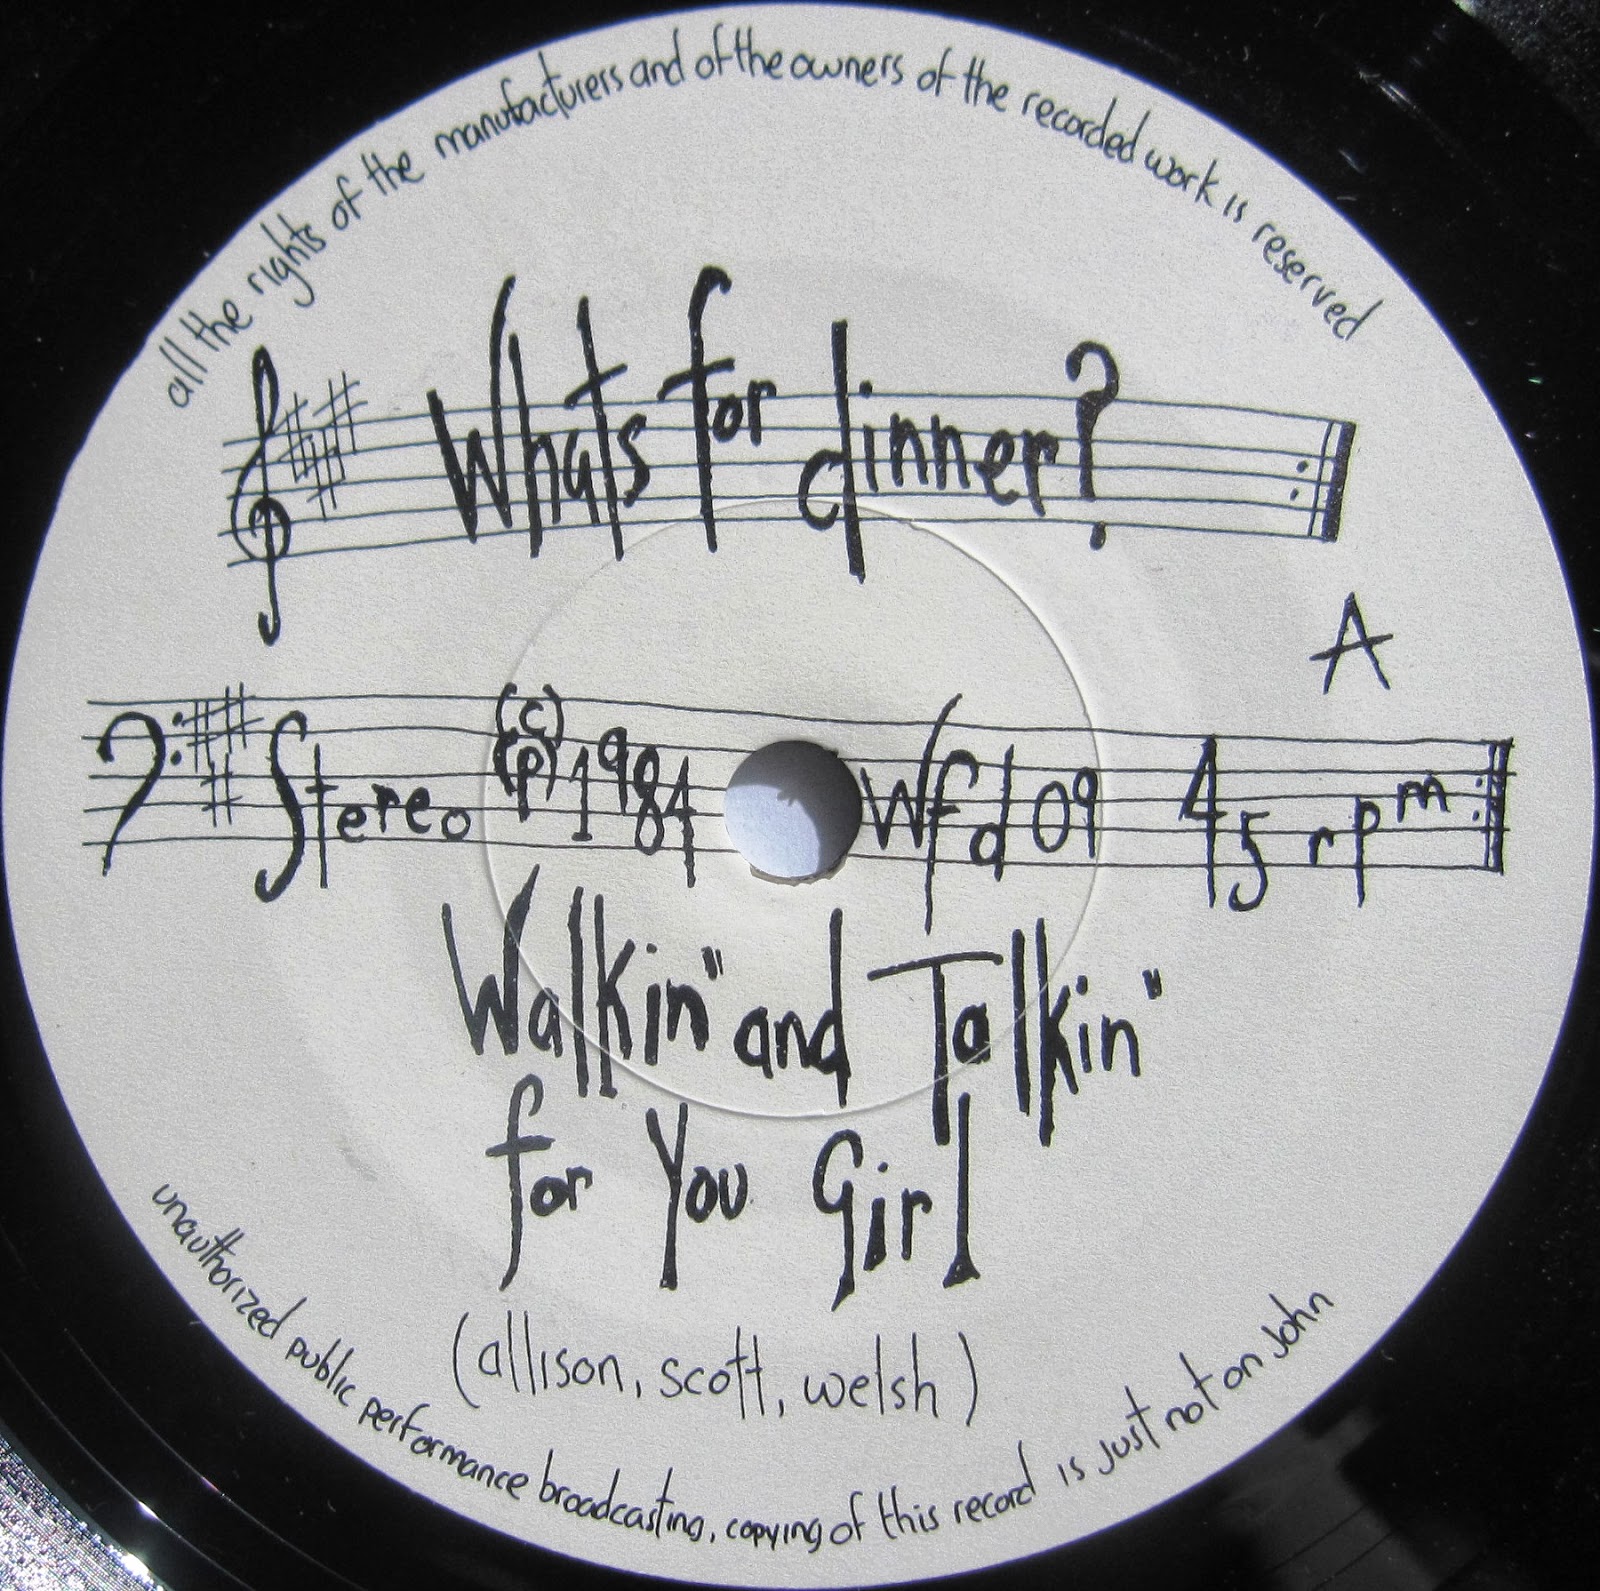 all the rights of the manufacturers and of the owners of the recorded work is reserved
Whats for dinner?
A
Stereo (c) (p) 1984 Wfd 09 45 rpm
Walkin" and Talkin"
for You Girl
(allison, scott, welsh)
unauthorized public performance broadcasting, copying of this record is just not on John